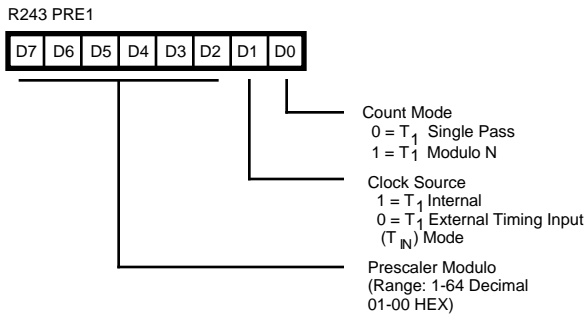 R243 PRE1
D7 D6 D5 D4 D3 D2 D1 D0
Count Mode
0 = T1 Single Pass
1 = T1 Modulo N
Clock Source
1 = T1 Internal
0 = T1 External Timing Input
(TIN) Mode
Prescaler Modulo
(Range: 1-64 Decimal
01-00 HEX)